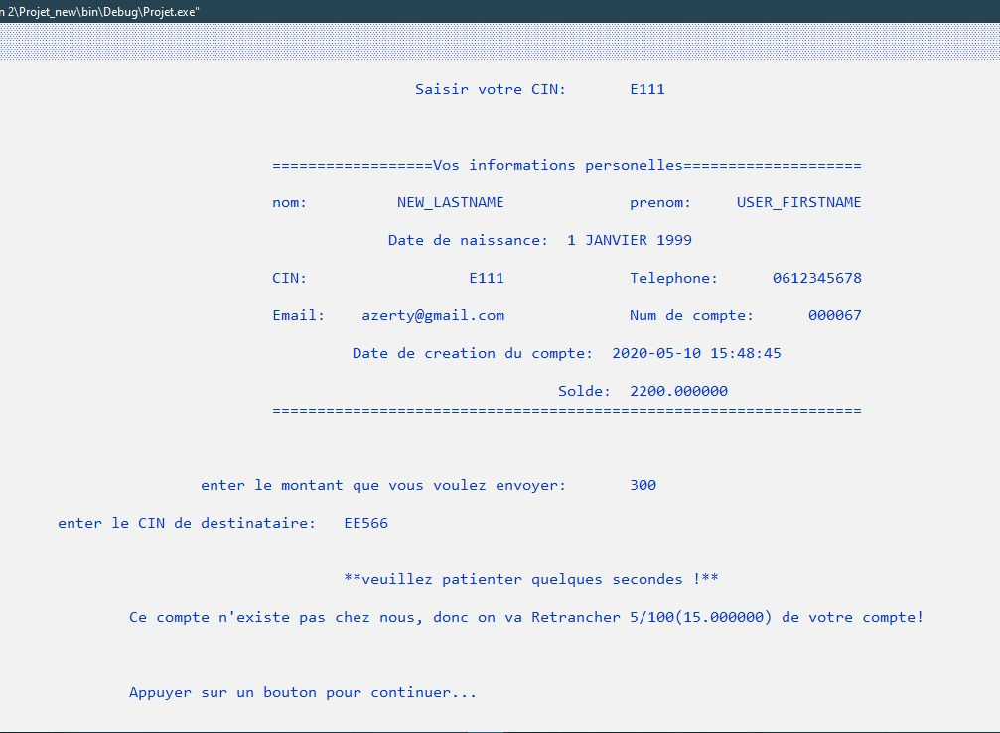 n 2\Projet_new\bin\Debug\Projet.exe"
Saisir votre CIN: E111
==================Vos informations personelles====================
nom: NEW_LASTNAME prenom: USER_FIRSTNAME
Date de naissance: 1 JANVIER 1999
CIN: E111 Telephone: 0612345678
Email: azerty@gmail.com Num de compte: 000067
Date de creation du compte: 2020-05-10 15:48:45
Solde: 2200.000000
==================================================================
enter le montant que vous voulez envoyer: 300
enter le CIN de destinataire: EE566
**veuillez patienter quelques secondes !**
Ce compte n'existe pas chez nous, donc on va Retrancher 5/100(15.000000) de votre compte!
Appuyer sur un bouton pour continuer...